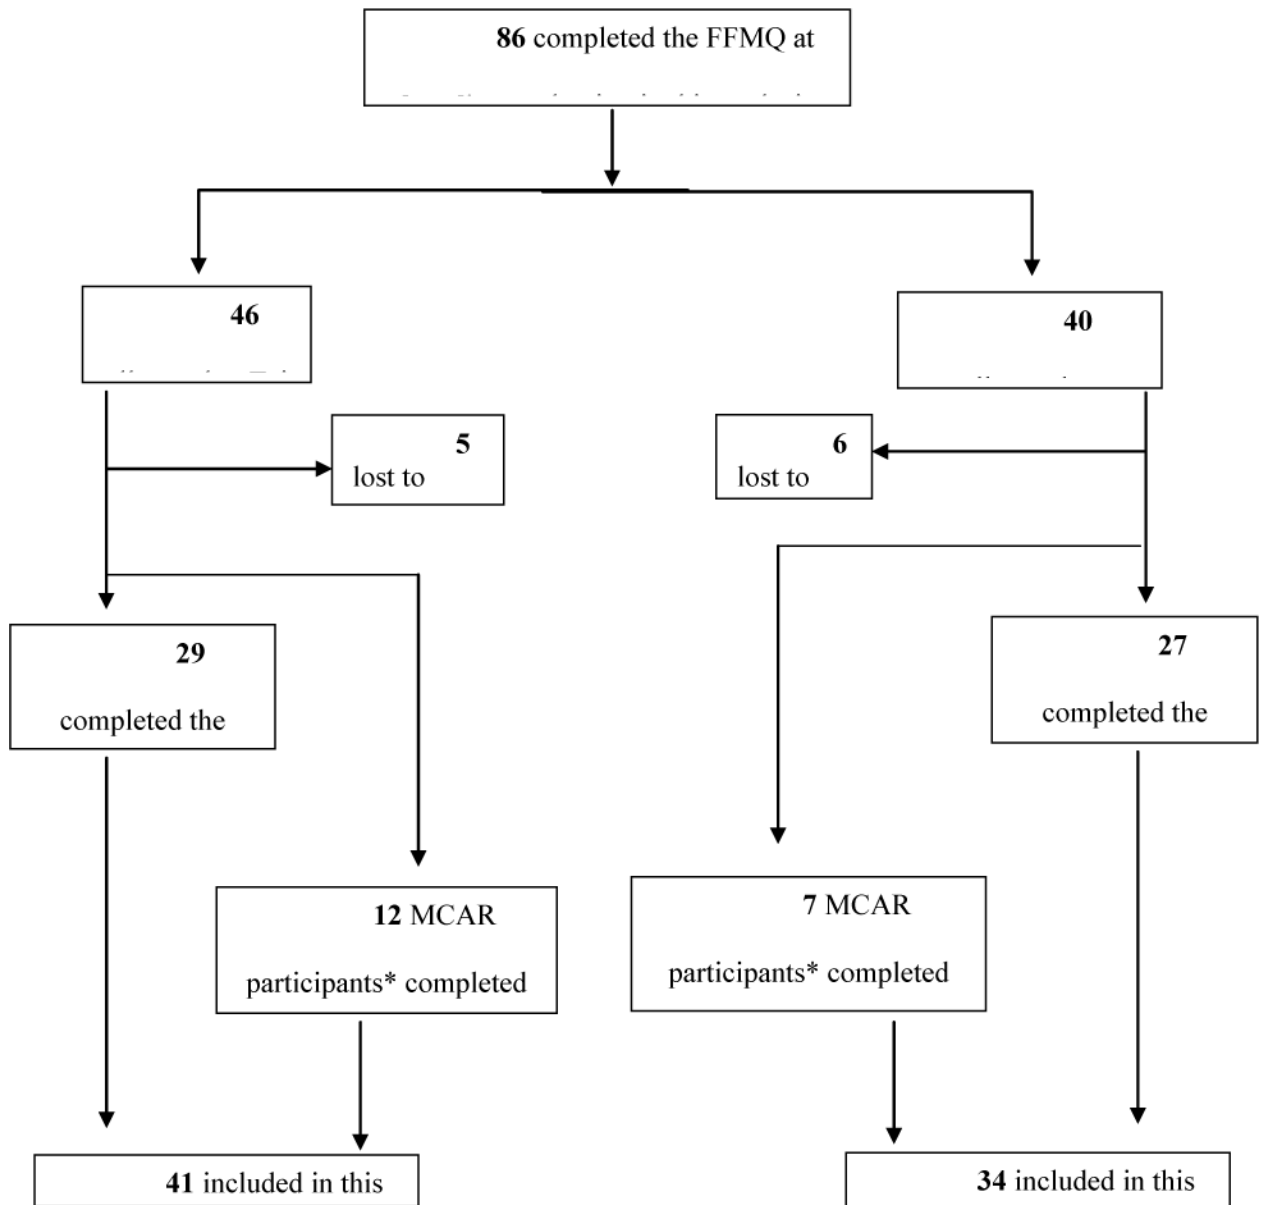 86 completed the FFMQ at
46
40
5
lost to
6
lost to
29
completed the
27
completed the
12 MCAR
participants* completed
7 MCAR
participants* completed
41 included in this
34 included in this